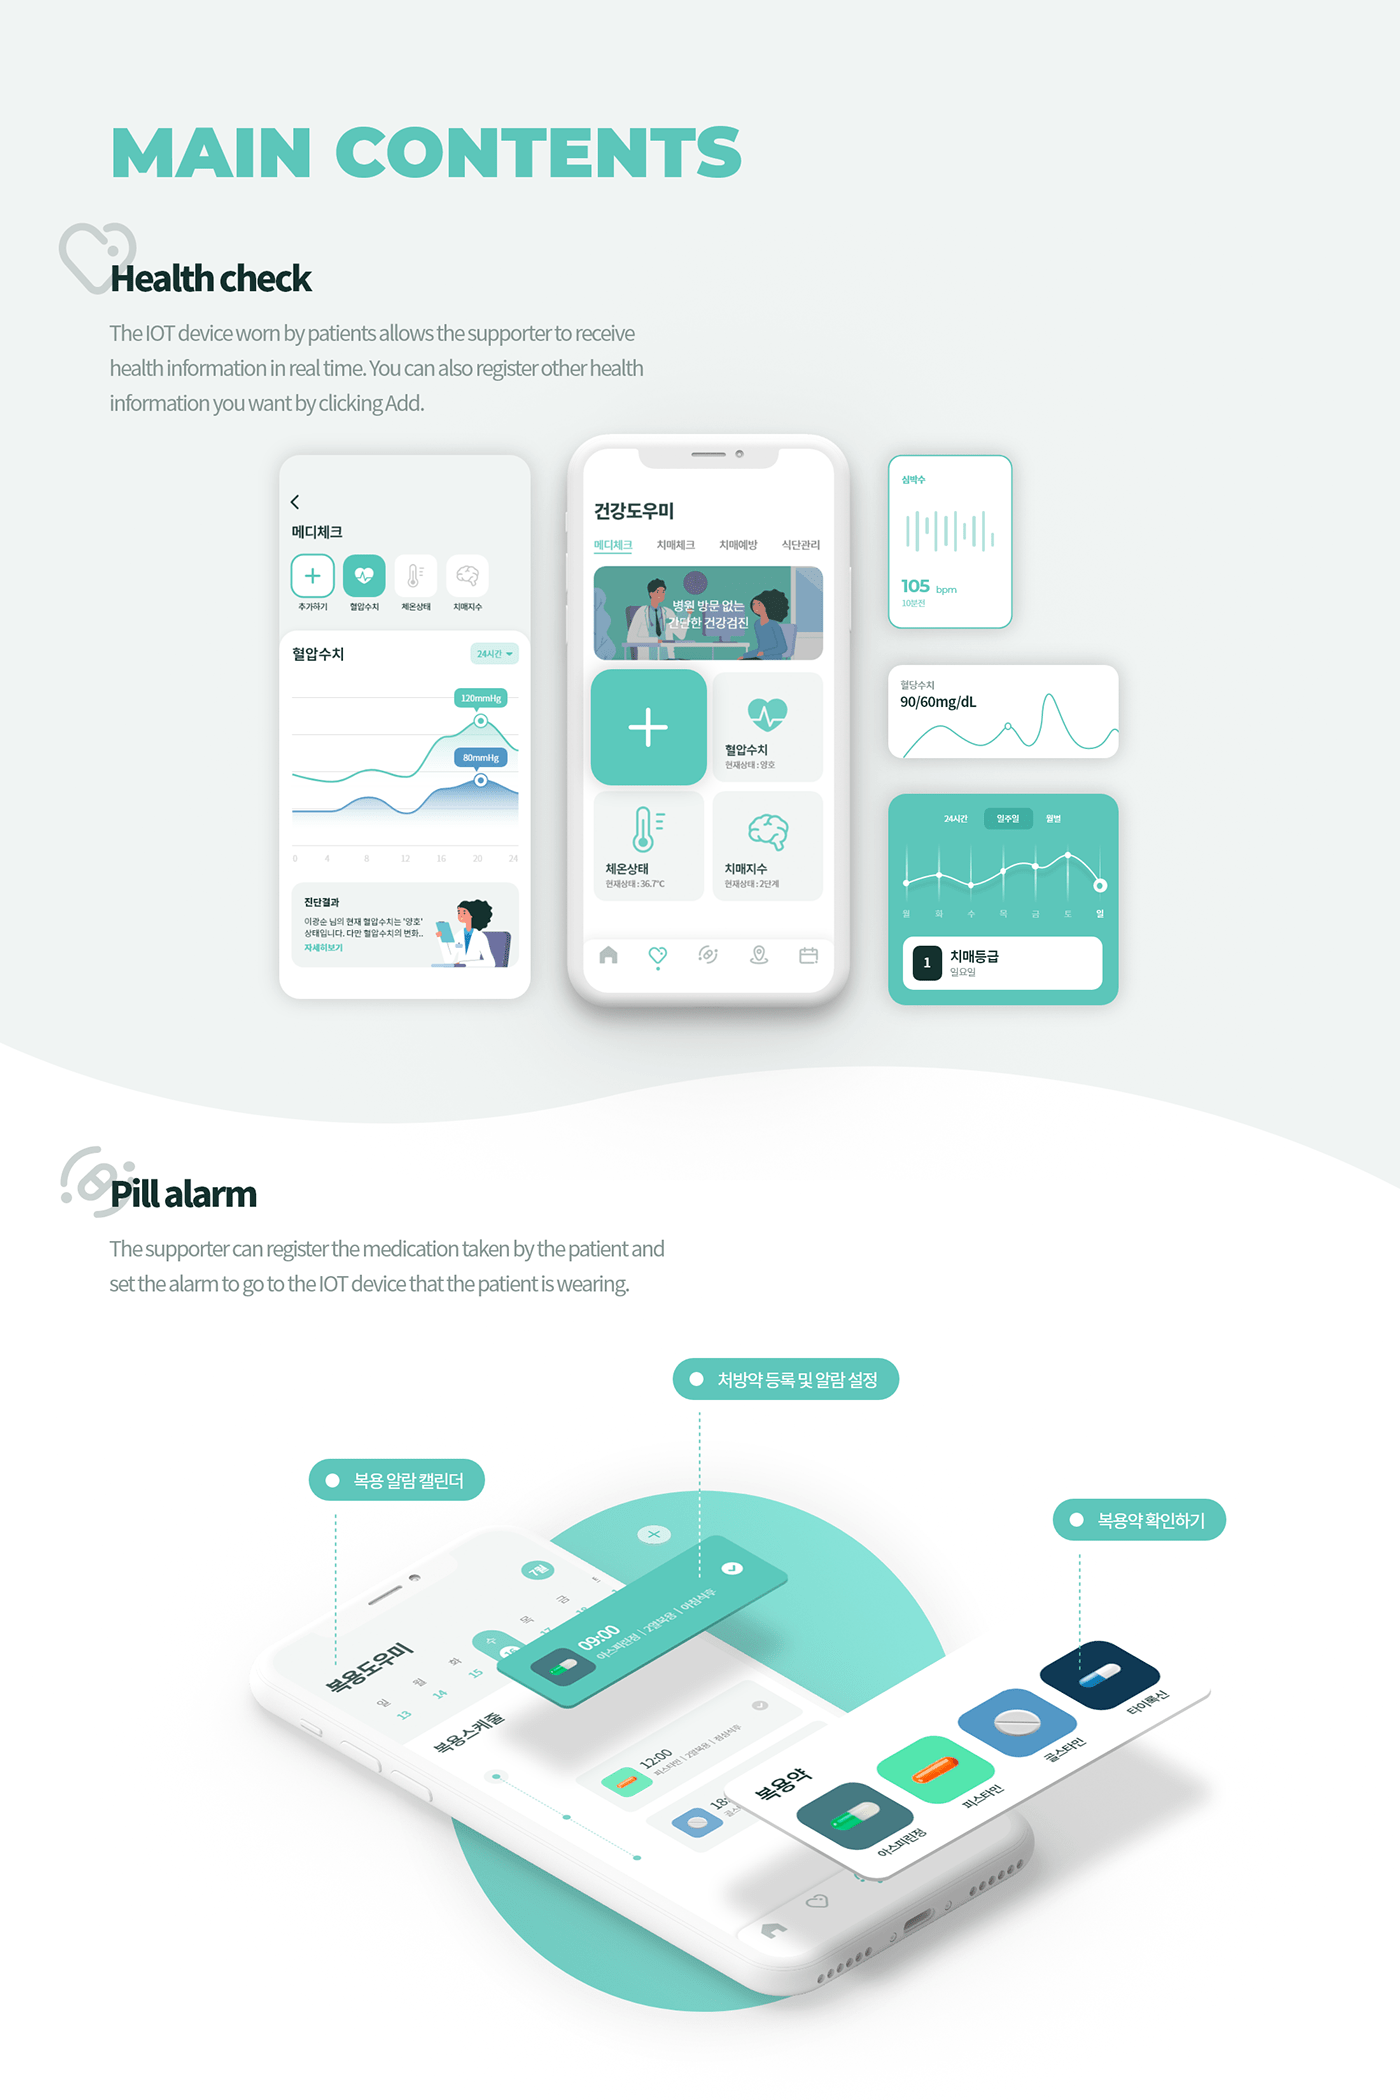 MAIN CONTENTS
Health check
The IOT device worn by patients allows the supporter to receive
health information in real time. You can also register other health
information you want by clicking Add.
메디체크
추가하기 혈압수치 체온상태 치매지수
혈압수치
24시간
120mmHg
80mmHg
0 4 8 12 16 20 24
진단결과
이광순 님의 현재 혈압수치는 '양호'
상태입니다. 다만 혈압수치의 변화..
자세히보기
건강도우미
메디체크 치매체크 치매예방 식단관리
병원 방문 없는
간단한 건강검진
혈압수치
현재상태 : 양호
체온상태
현재상태 : 36.7°C
치매지수
현재상태 : 2단계
심박수
105 bpm
10분전
혈당수치
90/60mg/dL
24시간 일주일 월별
월 화 수 목 금 토 일
1
치매등급
일요일
Pill alarm
The supporter can register the medication taken by the patient and
set the alarm to go to the IOT device that the patient is wearing.
처방약 등록 및 알람 설정
복용 알람 캘린더
복용약 확인하기
복용도우미
7월
일 월 화 수 목 금
13 14 15
복용스케줄
09:00
아스피린정 | 2알복용 | 아침식후
12:00
피스타민 | 2알복용 | 점심식후
복용약
아스피린정
피스타민
골스타민
타이록신